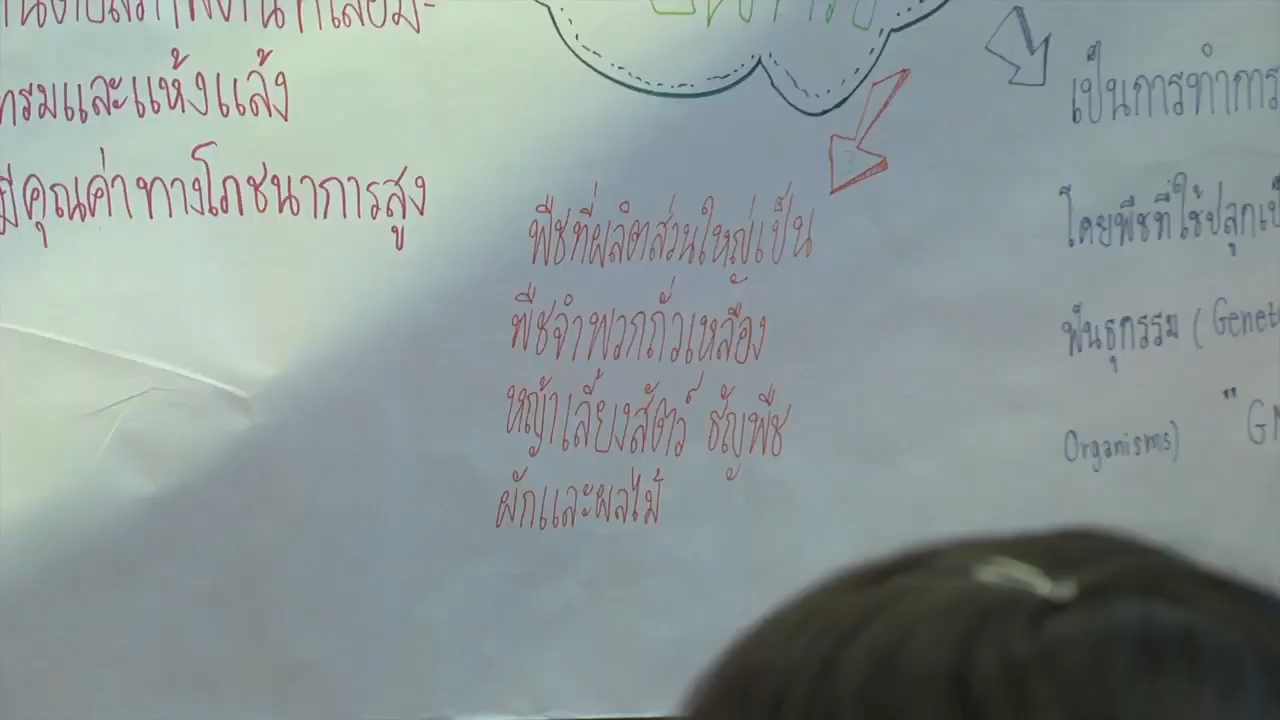 ทรมและแห้งแล้ง
มีคุณค่าทางโภชนาการสูง
พืชที่ผลิตส่วนใหญ่เป็น
พืชจำพวกถั่วเหลือง
หญ้าเลี้ยงสัตว์ ธัญพืช
ผักและผลไม้
เป็นการทำการ
โดยพืชที่ใช้ปลูกเป็
พันธุกรรม (Genet
Organisms) "GM